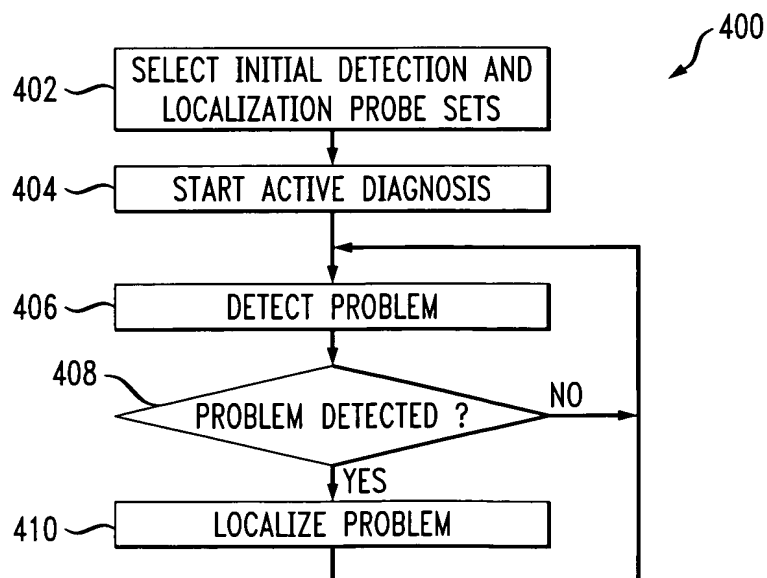 400
402
SELECT INITIAL DETECTION AND
LOCALIZATION PROBE SETS
404
START ACTIVE DIAGNOSIS
406
DETECT PROBLEM
408
PROBLEM DETECTED ?
NO
YES
410
LOCALIZE PROBLEM